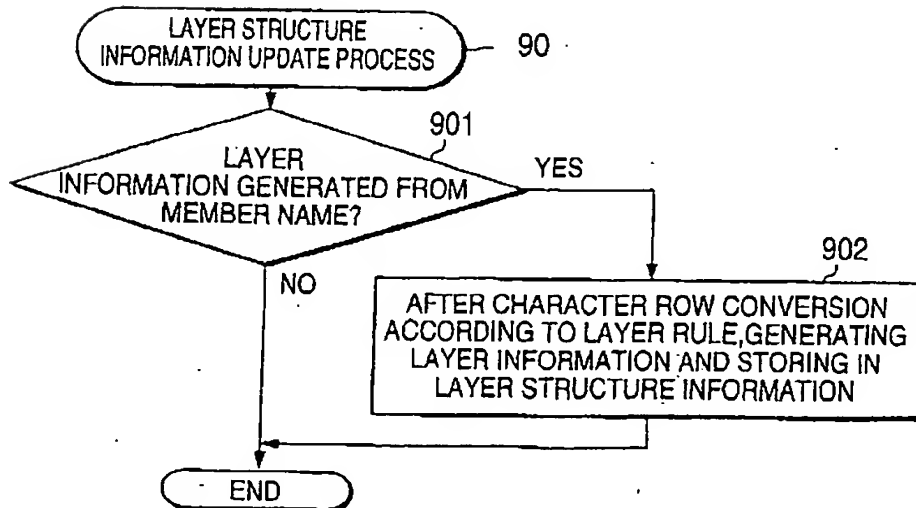 LAYER STRUCTURE
INFORMATION UPDATE PROCESS
90
901
LAYER
INFORMATION GENERATED FROM
MEMBER NAME?
YES
NO
902
AFTER CHARACTER ROW CONVERSION
ACCORDING TO LAYER RULE,GENERATING
LAYER INFORMATION AND STORING IN
LAYER STRUCTURE INFORMATION
END